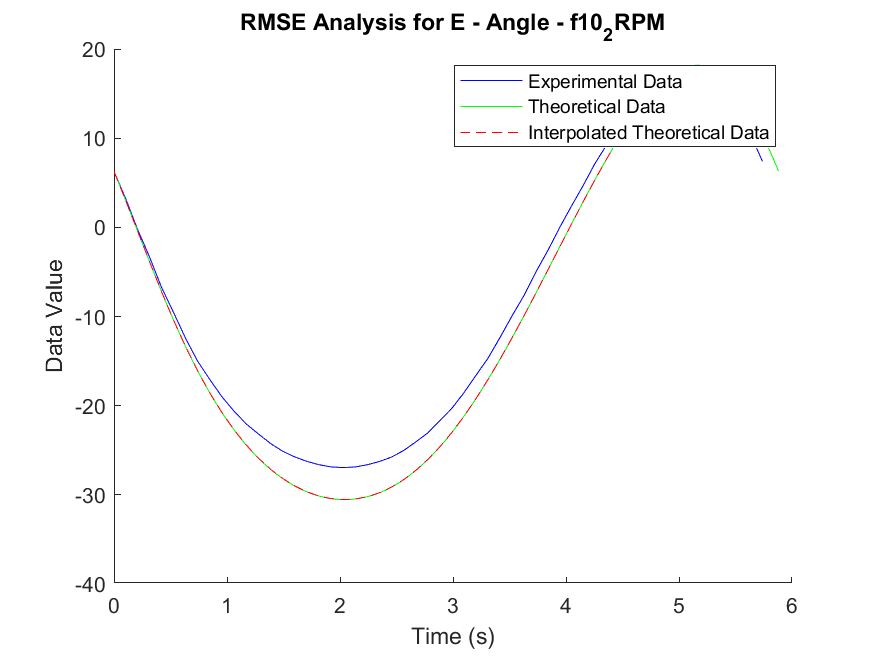 RMSE Analysis for E - Angle - f10₂RPM
Experimental Data
Theoretical Data
Interpolated Theoretical Data
20
10
0
-10
-20
-30
-40
Data Value
0 1 2 3 4 5 6
Time (s)